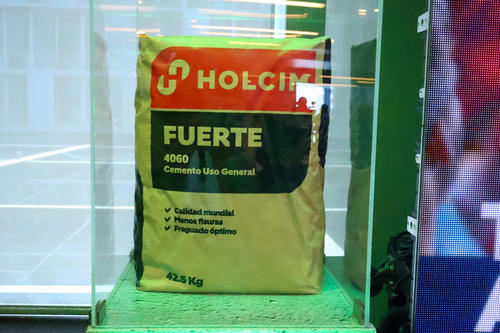 HOLCIM
FUERTE
4060
Cemento Uso General
Calidad mundial
Menos fisuras
Fraguado óptimo
42.5 Kg